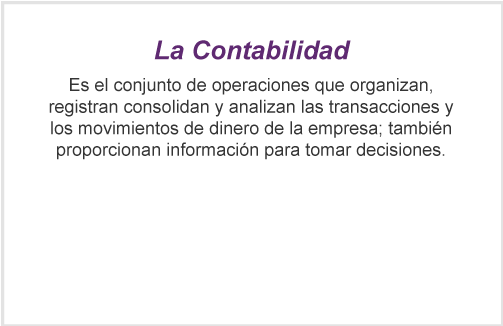 La Contabilidad
Es el conjunto de operaciones que organizan,
registran consolidan y analizan las transacciones y
los movimientos de dinero de la empresa; también
proporcionan información para tomar decisiones.